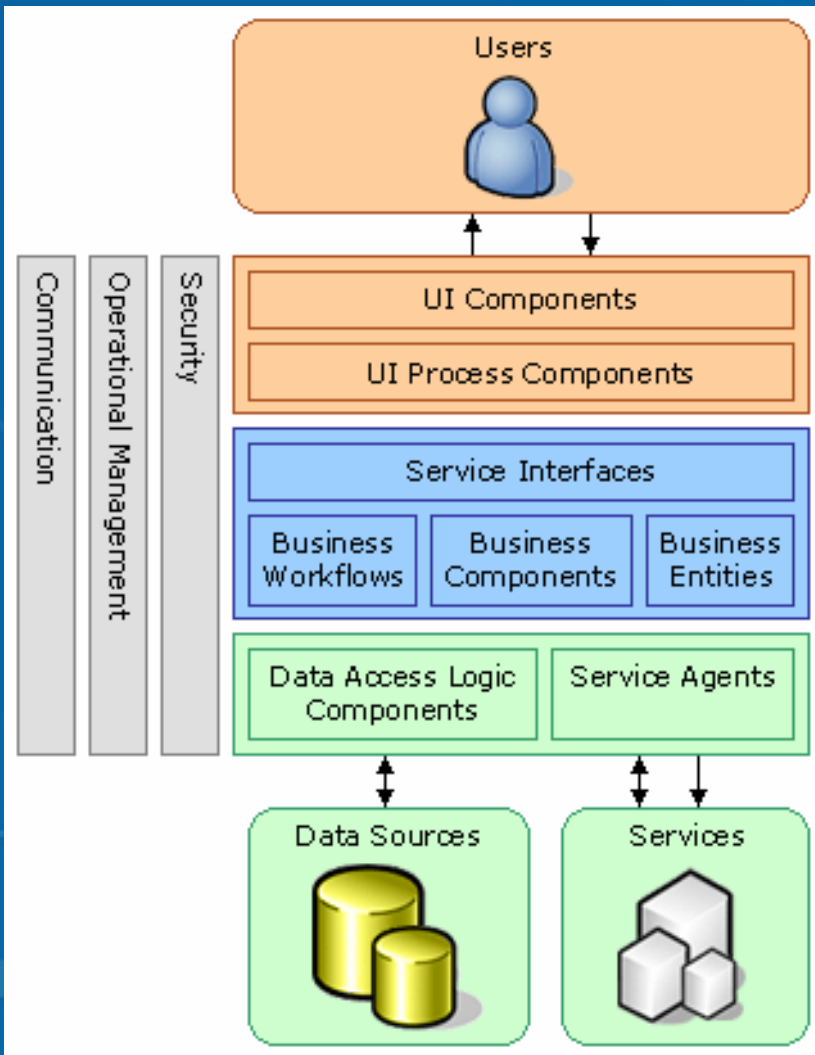 Users
Communication
Operational Management
Security
UI Components
UI Process Components
Service Interfaces
Business
Workflows
Business
Components
Business
Entities
Data Access Logic
Components
Service Agents
Data Sources
Services